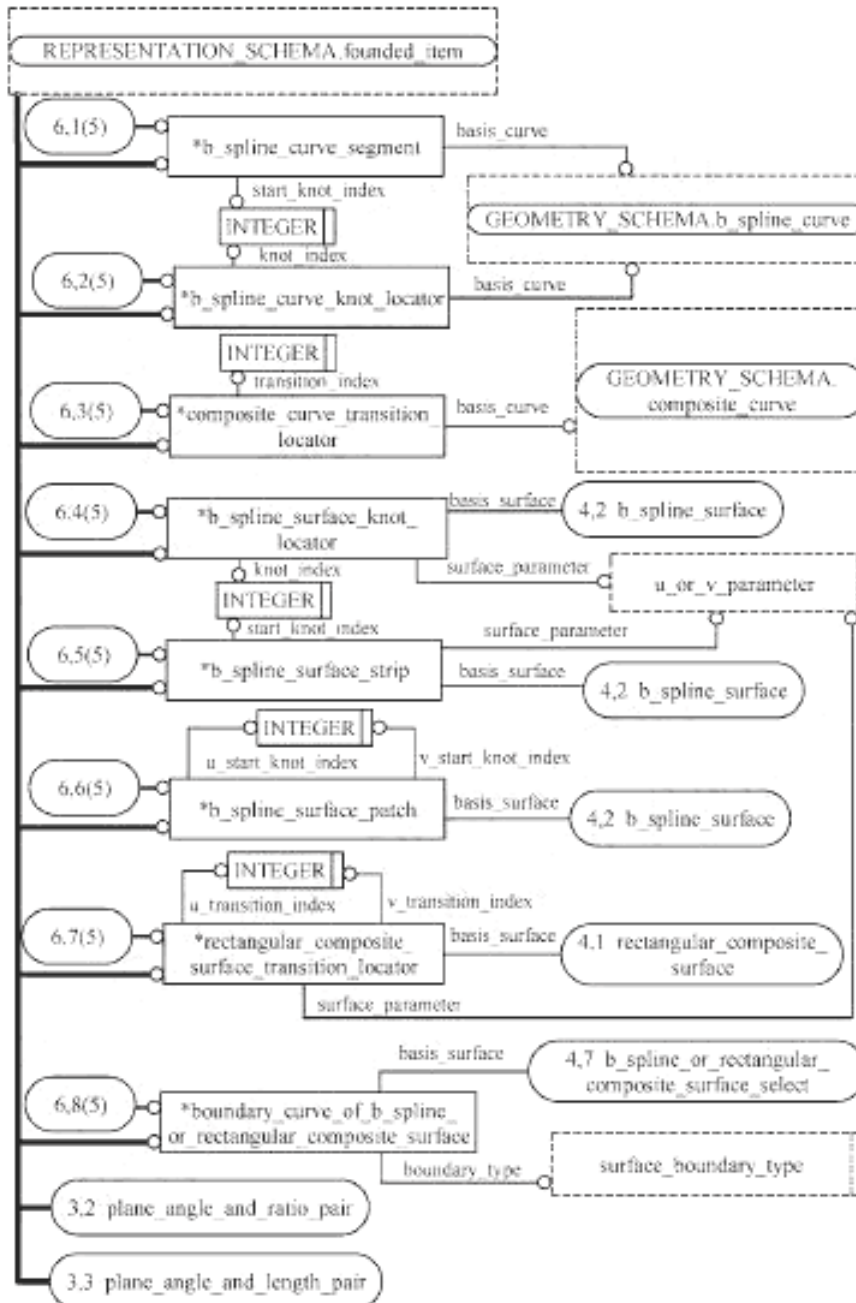 REPRESENTATION_SCHEMA.founded_item
6,1(5)
*b_spline_curve_segment
basis_curve
start_knot_index
INTEGER
GEOMETRY_SCHEMA.b_spline_curve
knot_index
6,2(5)
*b_spline_curve_knot_locator
basis_curve
INTEGER
transition_index
GEOMETRY_SCHEMA.
composite_curve
6,3(5)
*composite_curve_transition_
locator
basis_curve
6.4(5)
*b_spline_surface_knot_
locator
basis_surface
4,2 b_spline_surface
knot_index
surface_parameter
u_or_v_parameter
INTEGER
start_knot_index
surface_parameter
6,5(5)
*b_spline_surface_strip
basis_surface
4,2 b_spline_surface
INTEGER
u_start_knot_index
v_start_knot_index
6,6(5)
*b_spline_surface_patch
basis_surface
4,2 b_spline_surface
INTEGER
u_transition_index
v_transition_index
6.7(5)
*rectangular_composite_
surface_transition_locator
basis_surface
4.1 rectangular_composite_
surface
surface_parameter
basis_surface
4,7 b_spline_or_rectangular_
composite_surface_select
6,8(5)
*boundary_curve_of_b_spline_
or_rectangular_composite_surface
boundary_type
surface_boundary_type
3,2 plane_angle_and_ratio_pair
3,3 plane_angle_and_length_pair